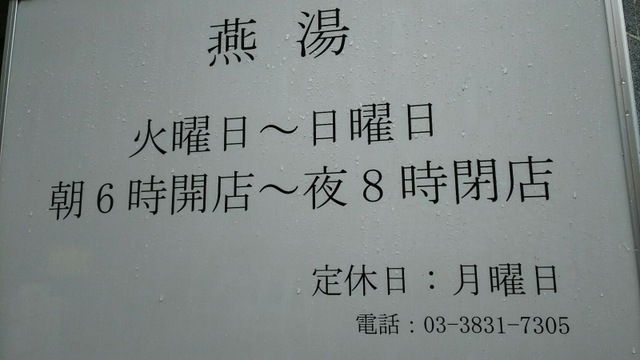 燕湯
火曜日～日曜日
朝6時開店～夜8時閉店
定休日：月曜日
電話：03-3831-7305